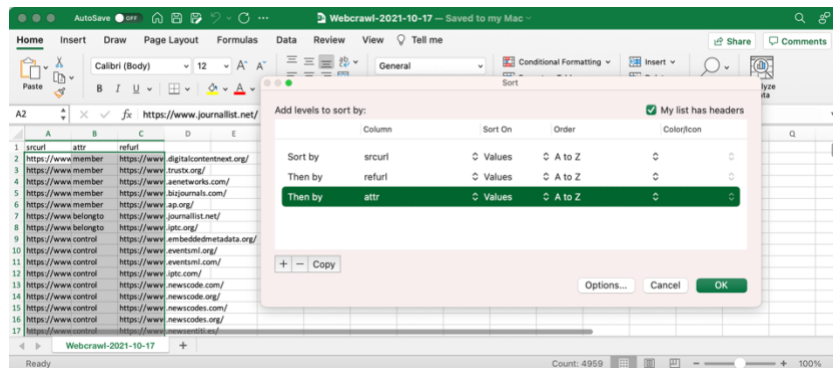 AutoSave OFF Webcrawl-2021-10-17 — Saved to my Mac
Home Insert Draw Page Layout Formulas Data Review View Tell me Share Comments
Paste Calibri (Body) 12 A^ A General Conditional Formatting Insert
B I U A
Sort
A2 fx https://www.journallist.net/
Add levels to sort by: My list has headers
Column Sort On Order Color/Icon
Sort by srcurl Values A to Z
Then by refurl Values A to Z
Then by attr Values A to Z
+ − Copy
Options... Cancel OK
A B C D E Q
1 srcurl attr refurl
2 https://www member https://www .digitalcontentnext.org/
3 https://www member https://www .trustx.org/
4 https://www member https://www .aenetworks.com/
5 https://www member https://www .bizjournals.com/
6 https://www member https://www .ap.org/
7 https://www belongto https://www .journallist.net/
8 https://www belongto https://www .iptc.org/
9 https://www control https://www .embeddedmetadata.org/
10 https://www control https://www .eventsml.org/
11 https://www control https://www .eventsml.com/
12 https://www control https://www .iptc.com/
13 https://www control https://www .newscode.com/
14 https://www control https://www .newscode.org/
15 https://www control https://www .newscodes.com/
16 https://www control https://www .newscodes.org/
17 https://www control https://www
Webcrawl-2021-10-17 +
Ready Count: 4959 − + 100%